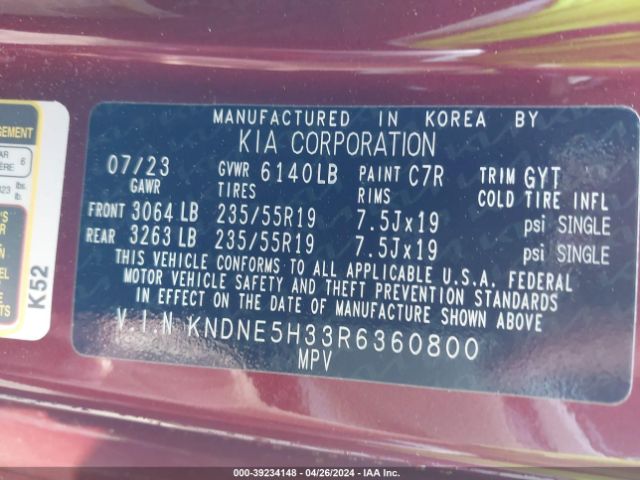 MANUFACTURED IN KOREA BY
KIA CORPORATION
07/23 GVWR 6140LB PAINT C7R TRIM GYT
GAWR TIRES RIMS COLD TIRE INFL
FRONT 3064 LB 235/55R19 7.5Jx19 psi SINGLE
REAR 3263 LB 235/55R19 7.5Jx19 psi SINGLE
THIS VEHICLE CONFORMS TO ALL APPLICABLE U.S.A. FEDERAL
MOTOR VEHICLE SAFETY AND THEFT PREVENTION STANDARDS
IN EFFECT ON THE DATE OF MANUFACTURE SHOWN ABOVE
V.I.N KNDNE5H33R6360800
MPV
K52
6
lbs.
lb.
000-39234148 - 04/26/2024 - IAA Inc.